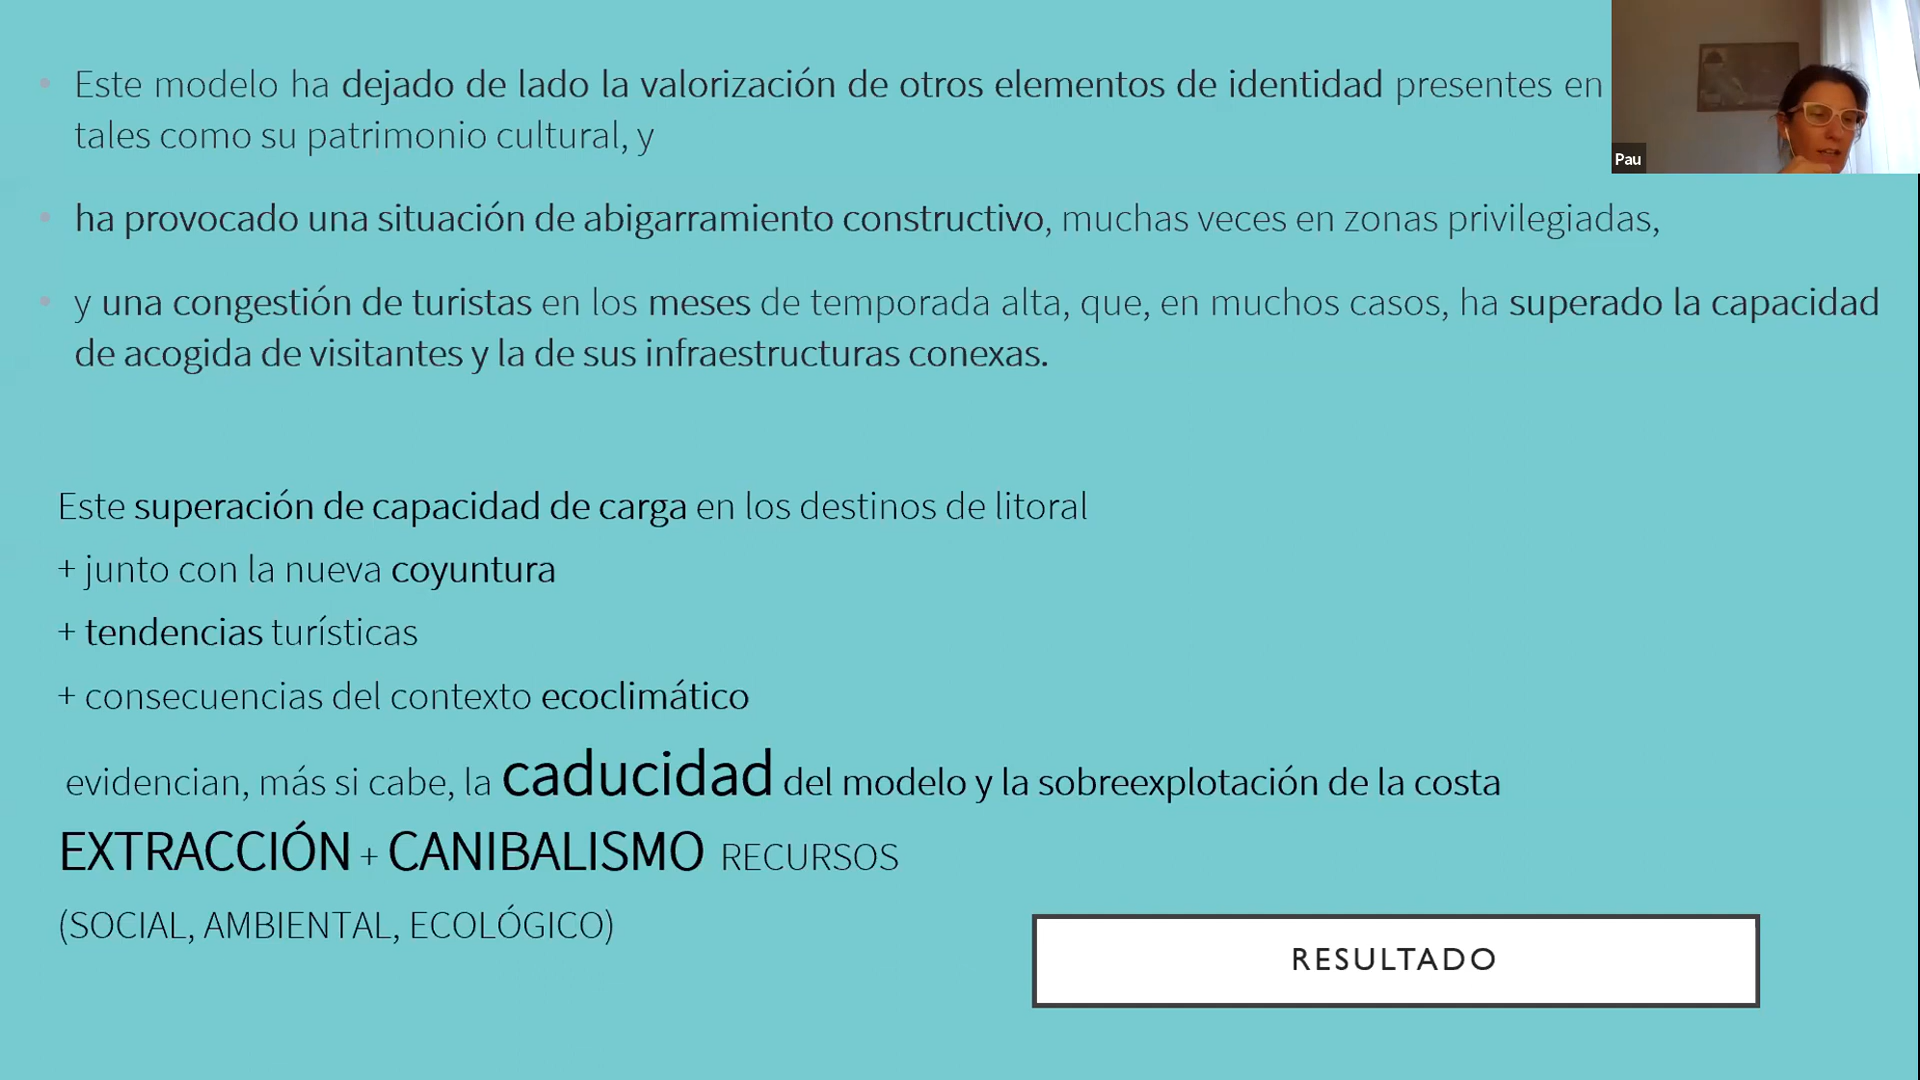 • Este modelo ha dejado de lado la valorización de otros elementos de identidad presentes en
tales como su patrimonio cultural, y
• ha provocado una situación de abigarramiento constructivo, muchas veces en zonas privilegiadas,
• y una congestión de turistas en los meses de temporada alta, que, en muchos casos, ha superado la capacidad
de acogida de visitantes y la de sus infraestructuras conexas.
Este superación de capacidad de carga en los destinos de litoral
+ junto con la nueva coyuntura
+ tendencias turísticas
+ consecuencias del contexto ecoclimático
evidencian, más si cabe, la caducidad del modelo y la sobreexplotación de la costa
EXTRACCIÓN + CANIBALISMO RECURSOS
(SOCIAL, AMBIENTAL, ECOLÓGICO)
RESULTADO
Pau